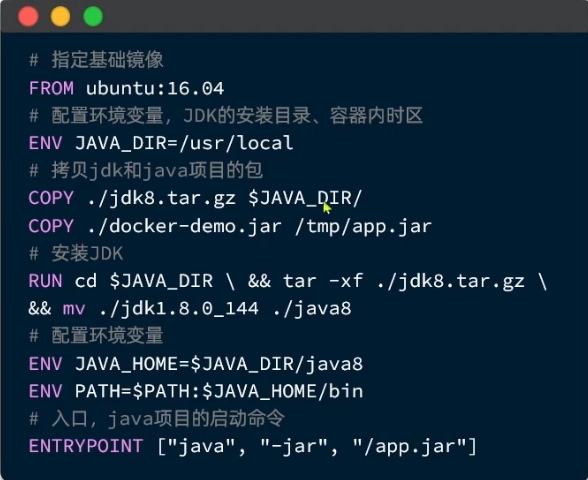 # 指定基础镜像
FROM ubuntu:16.04
# 配置环境变量，JDK的安装目录、容器内时区
ENV JAVA_DIR=/usr/local
# 拷贝jdk和java项目的包
COPY ./jdk8.tar.gz $JAVA_DIR/
COPY ./docker-demo.jar /tmp/app.jar
# 安装JDK
RUN cd $JAVA_DIR \ && tar -xf ./jdk8.tar.gz \
&& mv ./jdk1.8.0_144 ./java8
# 配置环境变量
ENV JAVA_HOME=$JAVA_DIR/java8
ENV PATH=$PATH:$JAVA_HOME/bin
# 入口，java项目的启动命令
ENTRYPOINT ["java", "-jar", "/app.jar"]